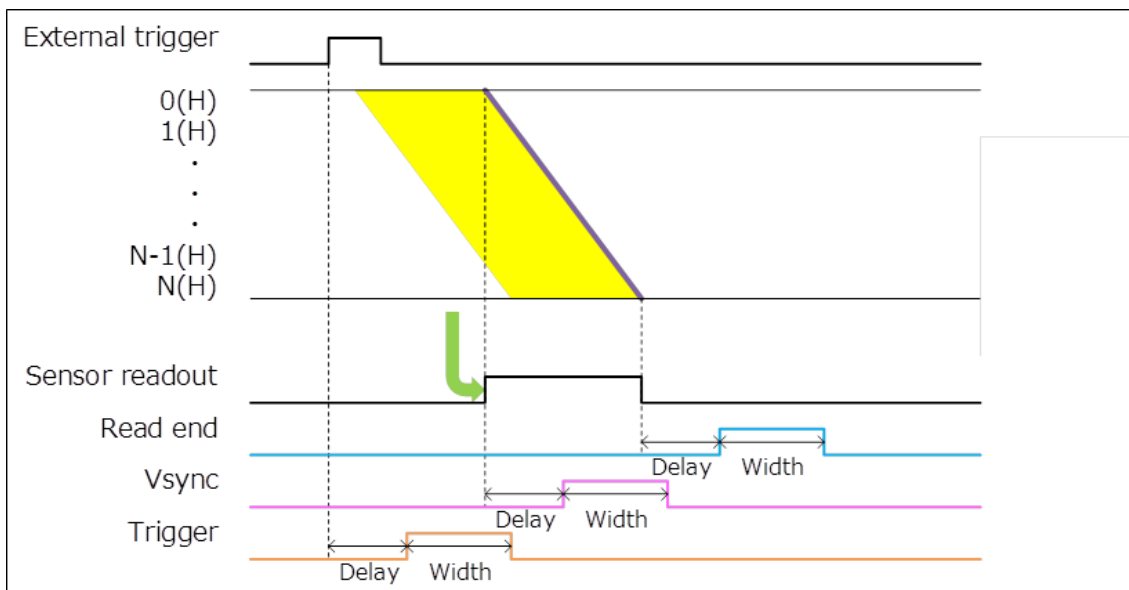 External trigger
0(H)
1(H)
.
.
.
N-1(H)
N(H)
Sensor readout
Read end
Delay Width
Vsync
Delay Width
Trigger
Delay Width